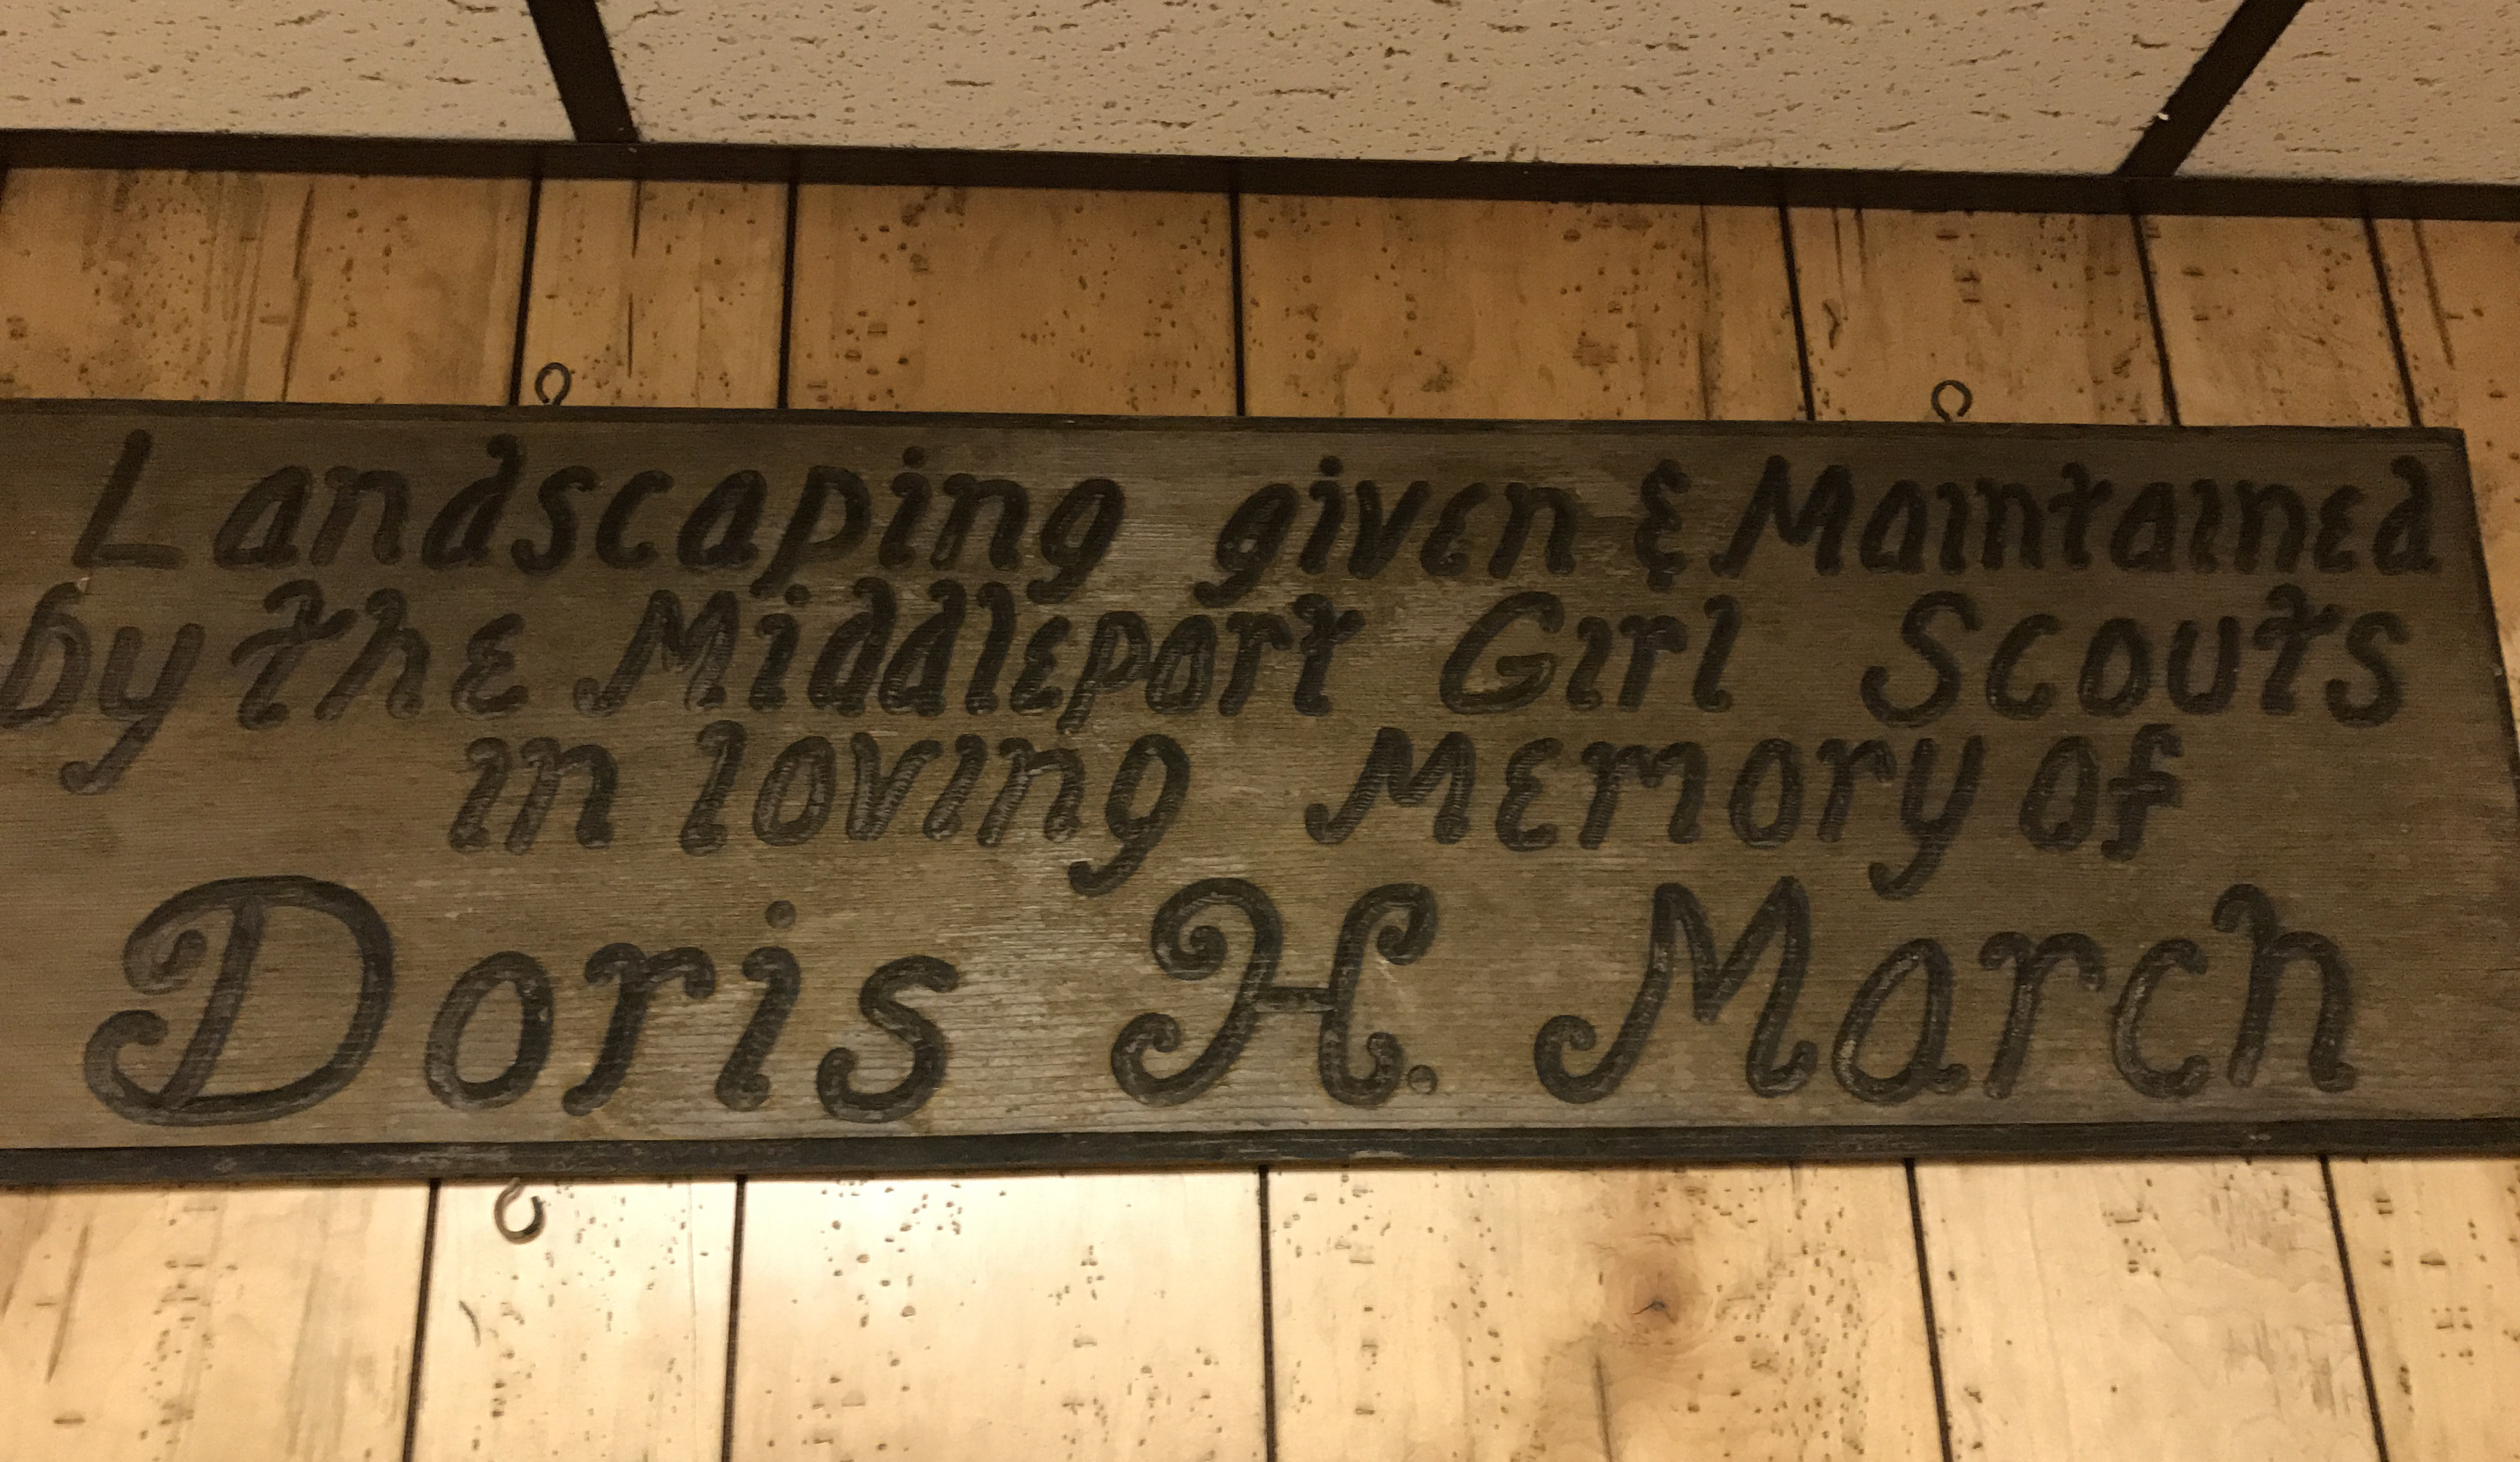 Landscaping given & Maintained
by the Middleport Girl Scouts
in loving Memory of
Doris H. March